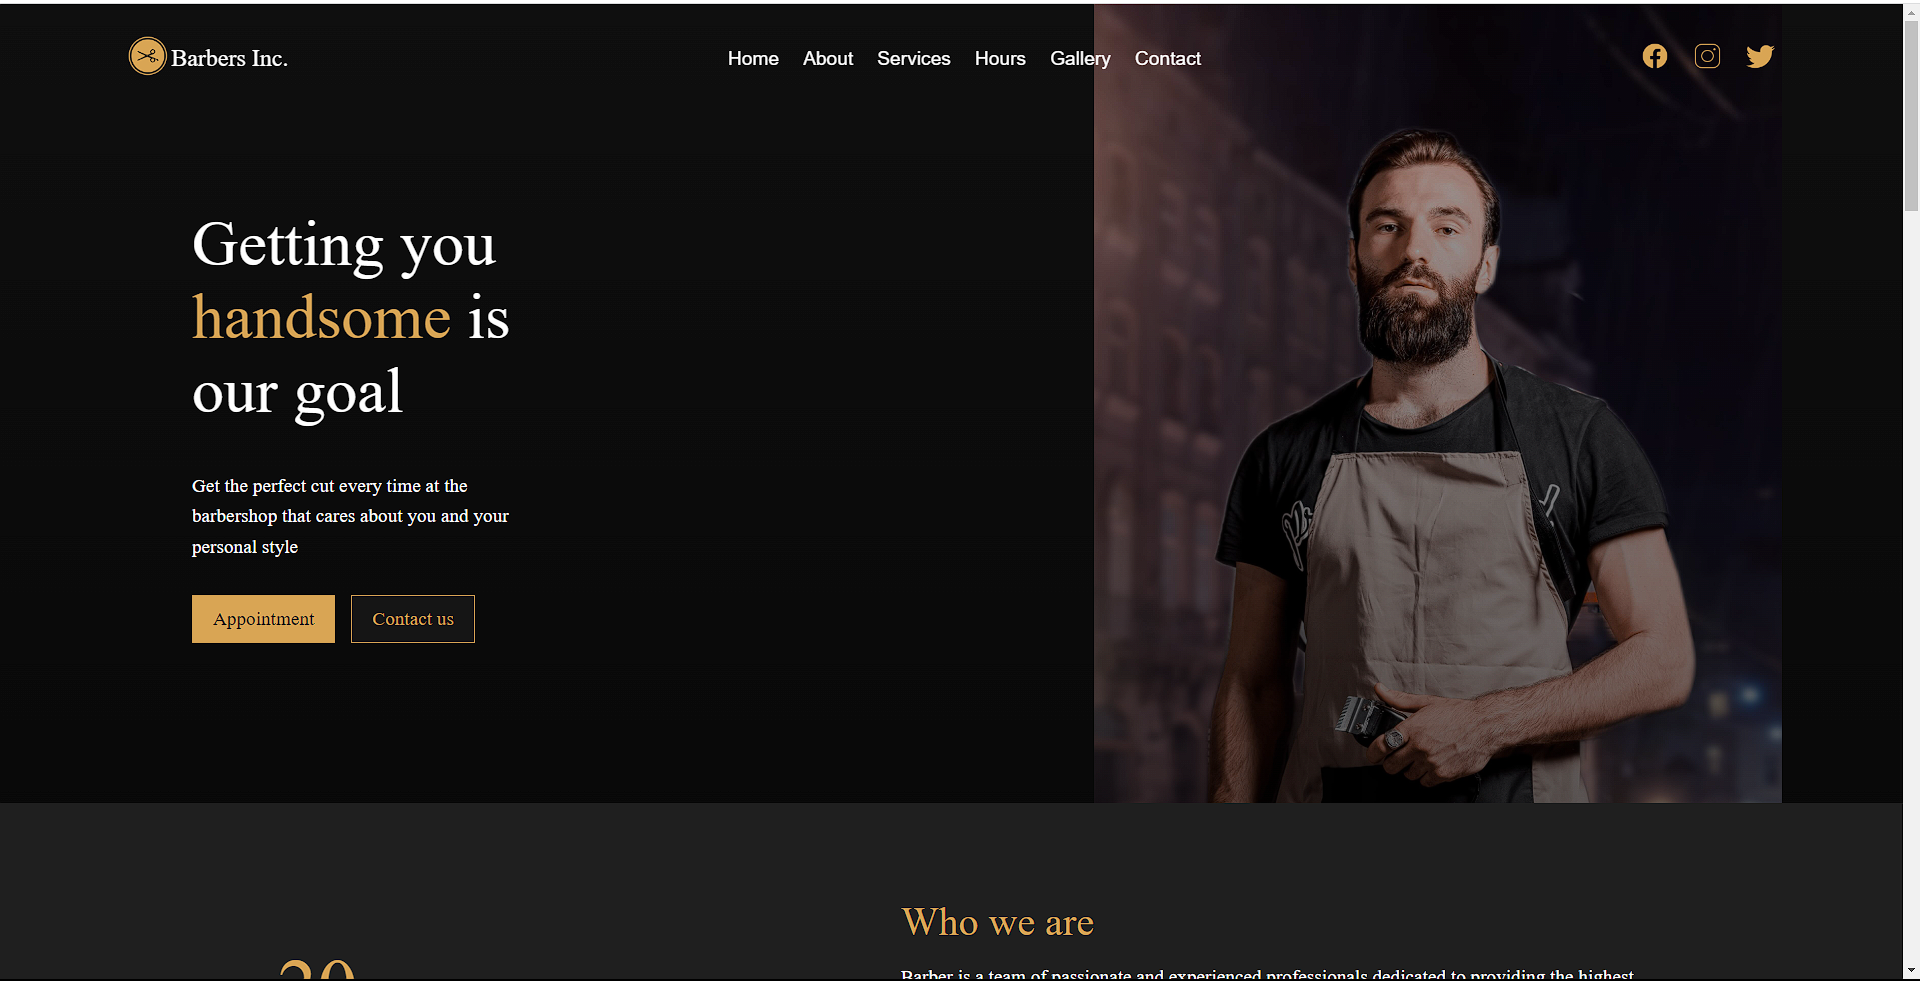 Barbers Inc.
Home About Services Hours Gallery Contact
Getting you
handsome is
our goal
Get the perfect cut every time at the
barbershop that cares about you and your
personal style
Appointment Contact us
Who we are
20
Barber is a team of passionate and experienced professionals dedicated to providing the highest